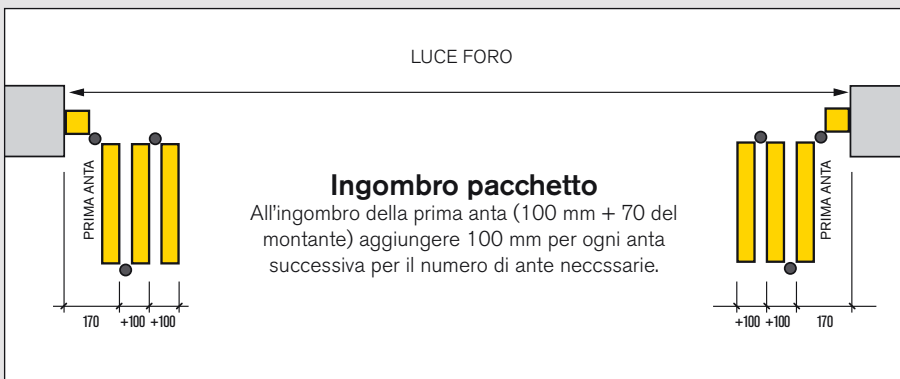 LUCE FORO
PRIMA ANTA
PRIMA ANTA
Ingombro pacchetto
All'ingombro della prima anta (100 mm + 70 del
montante) aggiungere 100 mm per ogni anta
successiva per il numero di ante neccssarie.
170 +100 +100
+100 +100 170